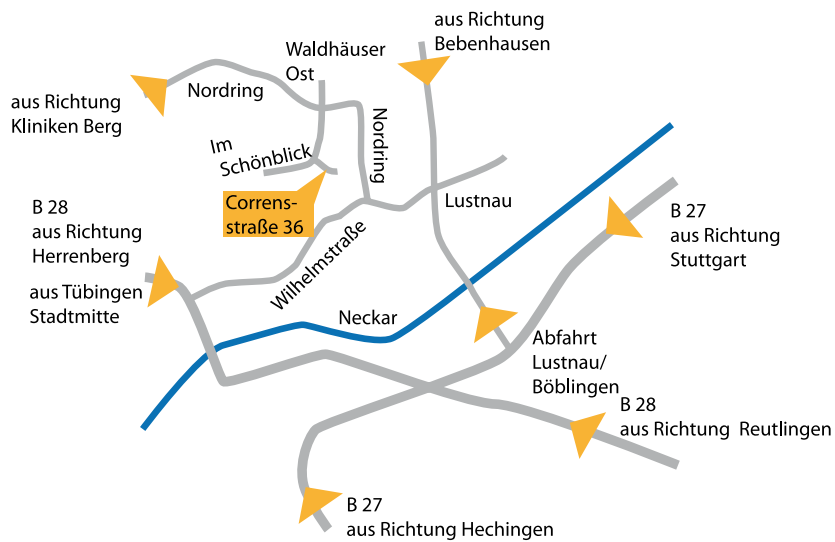 aus Richtung
Bebenhausen
Waldhäuser
Ost
Nordring
aus Richtung
Kliniken Berg
Nordring
Im
Schönblick
Correns-
straße 36
Lustnau
B 28
aus Richtung
Herrenberg
aus Tübingen
Stadtmitte
B 27
aus Richtung
Stuttgart
Wilhelmstraße
Neckar
Abfahrt
Lustnau/
Böblingen
B 28
aus Richtung Reutlingen
B 27
aus Richtung Hechingen